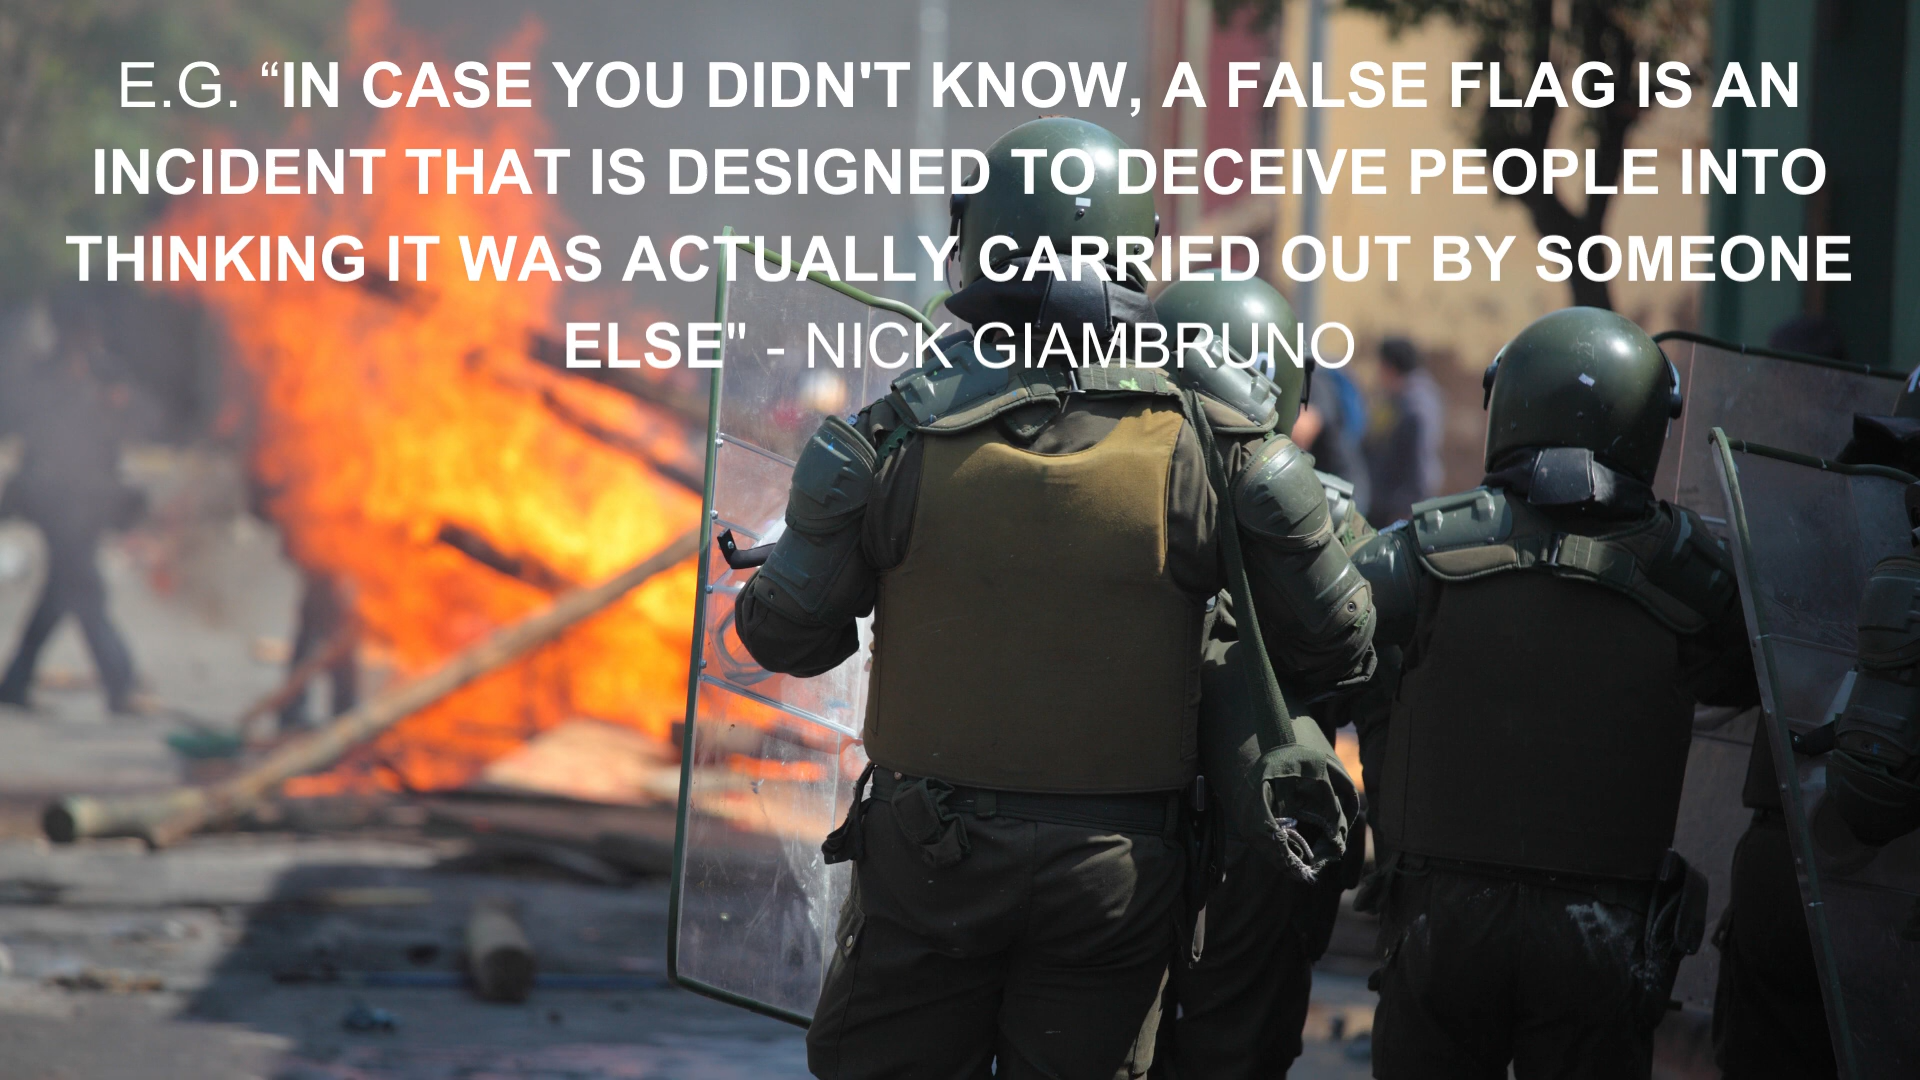 E.G. “IN CASE YOU DIDN'T KNOW, A FALSE FLAG IS AN
INCIDENT THAT IS DESIGNED TO DECEIVE PEOPLE INTO
THINKING IT WAS ACTUALLY CARRIED OUT BY SOMEONE
ELSE" - NICK GIAMBRUNO